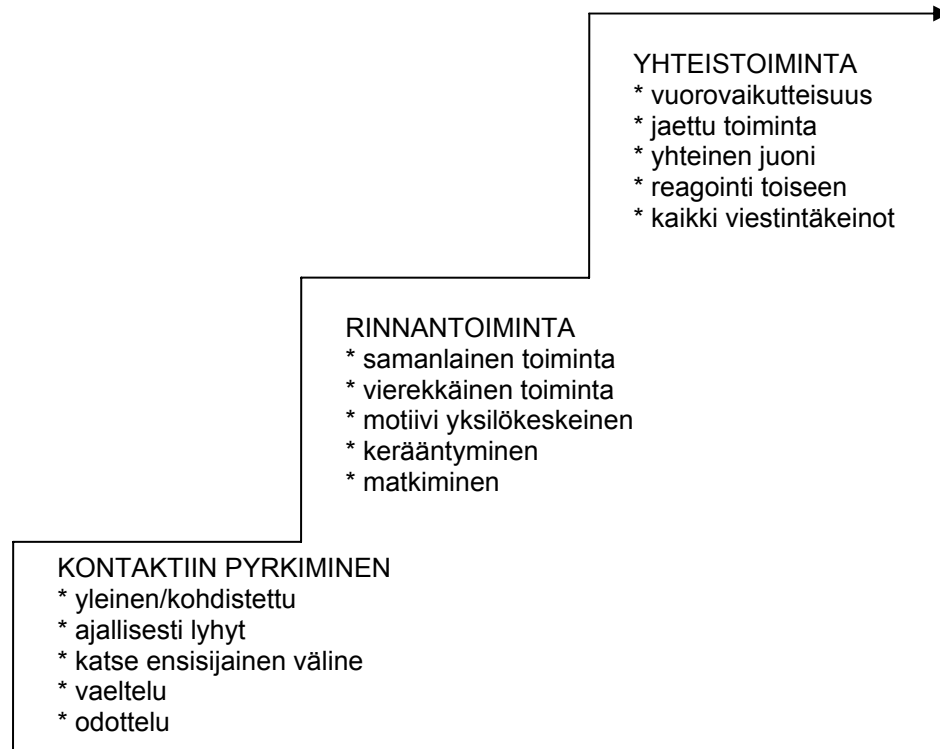 YHTEISTOIMINTA
* vuorovaikutteisuus
* jaettu toiminta
* yhteinen juoni
* reagointi toiseen
* kaikki viestintäkeinot
RINNANTOIMINTA
* samanlainen toiminta
* vierekkäinen toiminta
* motiivi yksilökeskeinen
* kerääntyminen
* matkiminen
KONTAKTIIN PYRKIMINEN
* yleinen/kohdistettu
* ajallisesti lyhyt
* katse ensisijainen väline
* vaeltelu
* odottelu